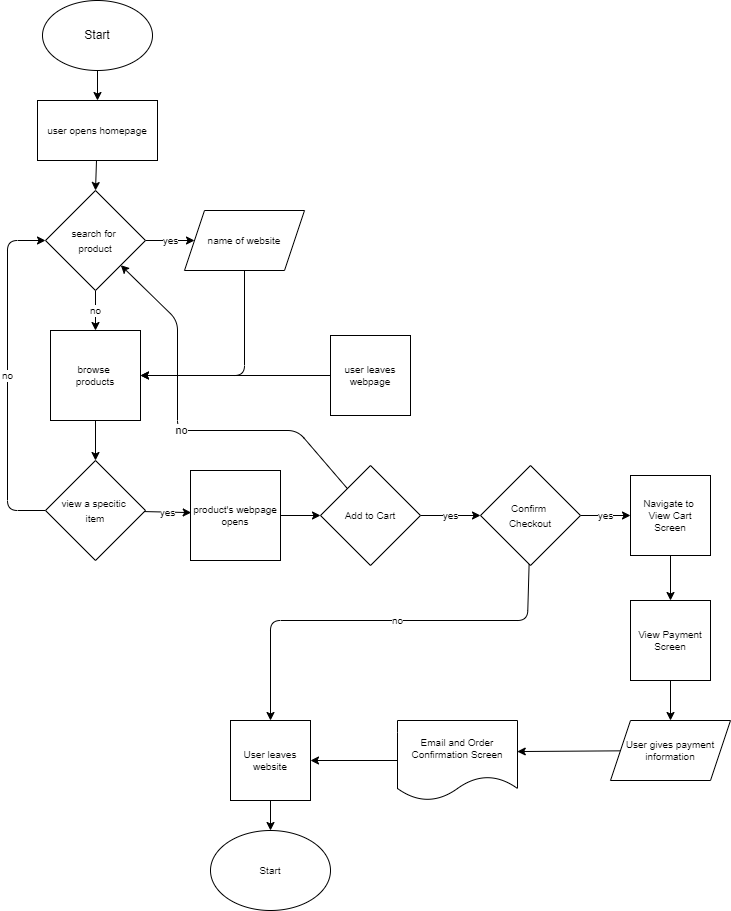 Start
user opens homepage
search for
product
yes
name of website
no
browse
products
user leaves
webpage
no
no
view a specitic
item
yes
product's webpage
opens
Add to Cart
yes
Confirm
Checkout
yes
Navigate to
View Cart
Screen
no
View Payment
Screen
User gives payment
information
Email and Order
Confirmation Screen
User leaves
website
Start